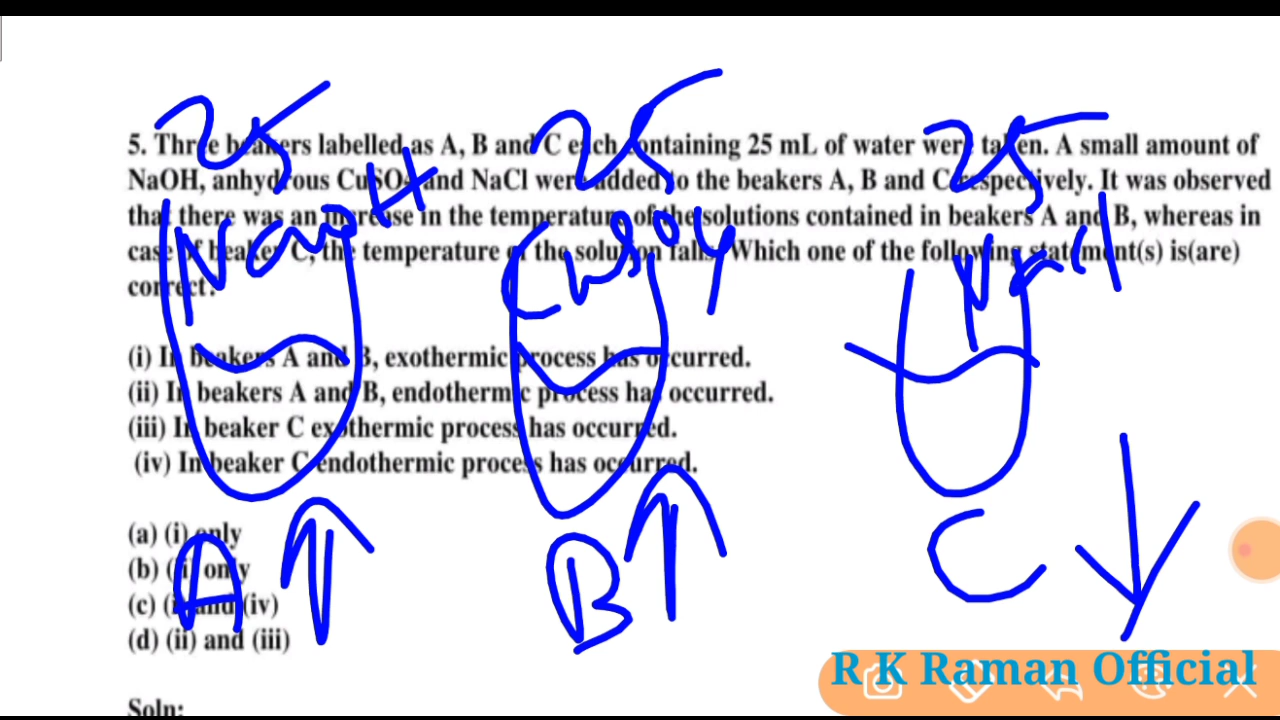 5. Three beakers labelled as A, B and C each containing 25 mL of water were taken. A small amount of
NaOH, anhydrous CuSO4 and NaCl were added to the beakers A, B and C respectively. It was observed
that there was an increase in the temperature of the solutions contained in beakers A and B, whereas in
case of beaker C, the temperature of the solution falls. Which one of the following statement(s) is(are)
correct?
(i) In beakers A and B, exothermic process has occurred.
(ii) In beakers A and B, endothermic process has occurred.
(iii) In beaker C exothermic process has occurred.
(iv) In beaker C endothermic process has occurred.
(a) (i) only
(b) (ii) only
(c) (i) and (iv)
(d) (ii) and (iii)
Soln:
25 25 25
NaOH CuSO4 NaCl
A B C
R K Raman Official